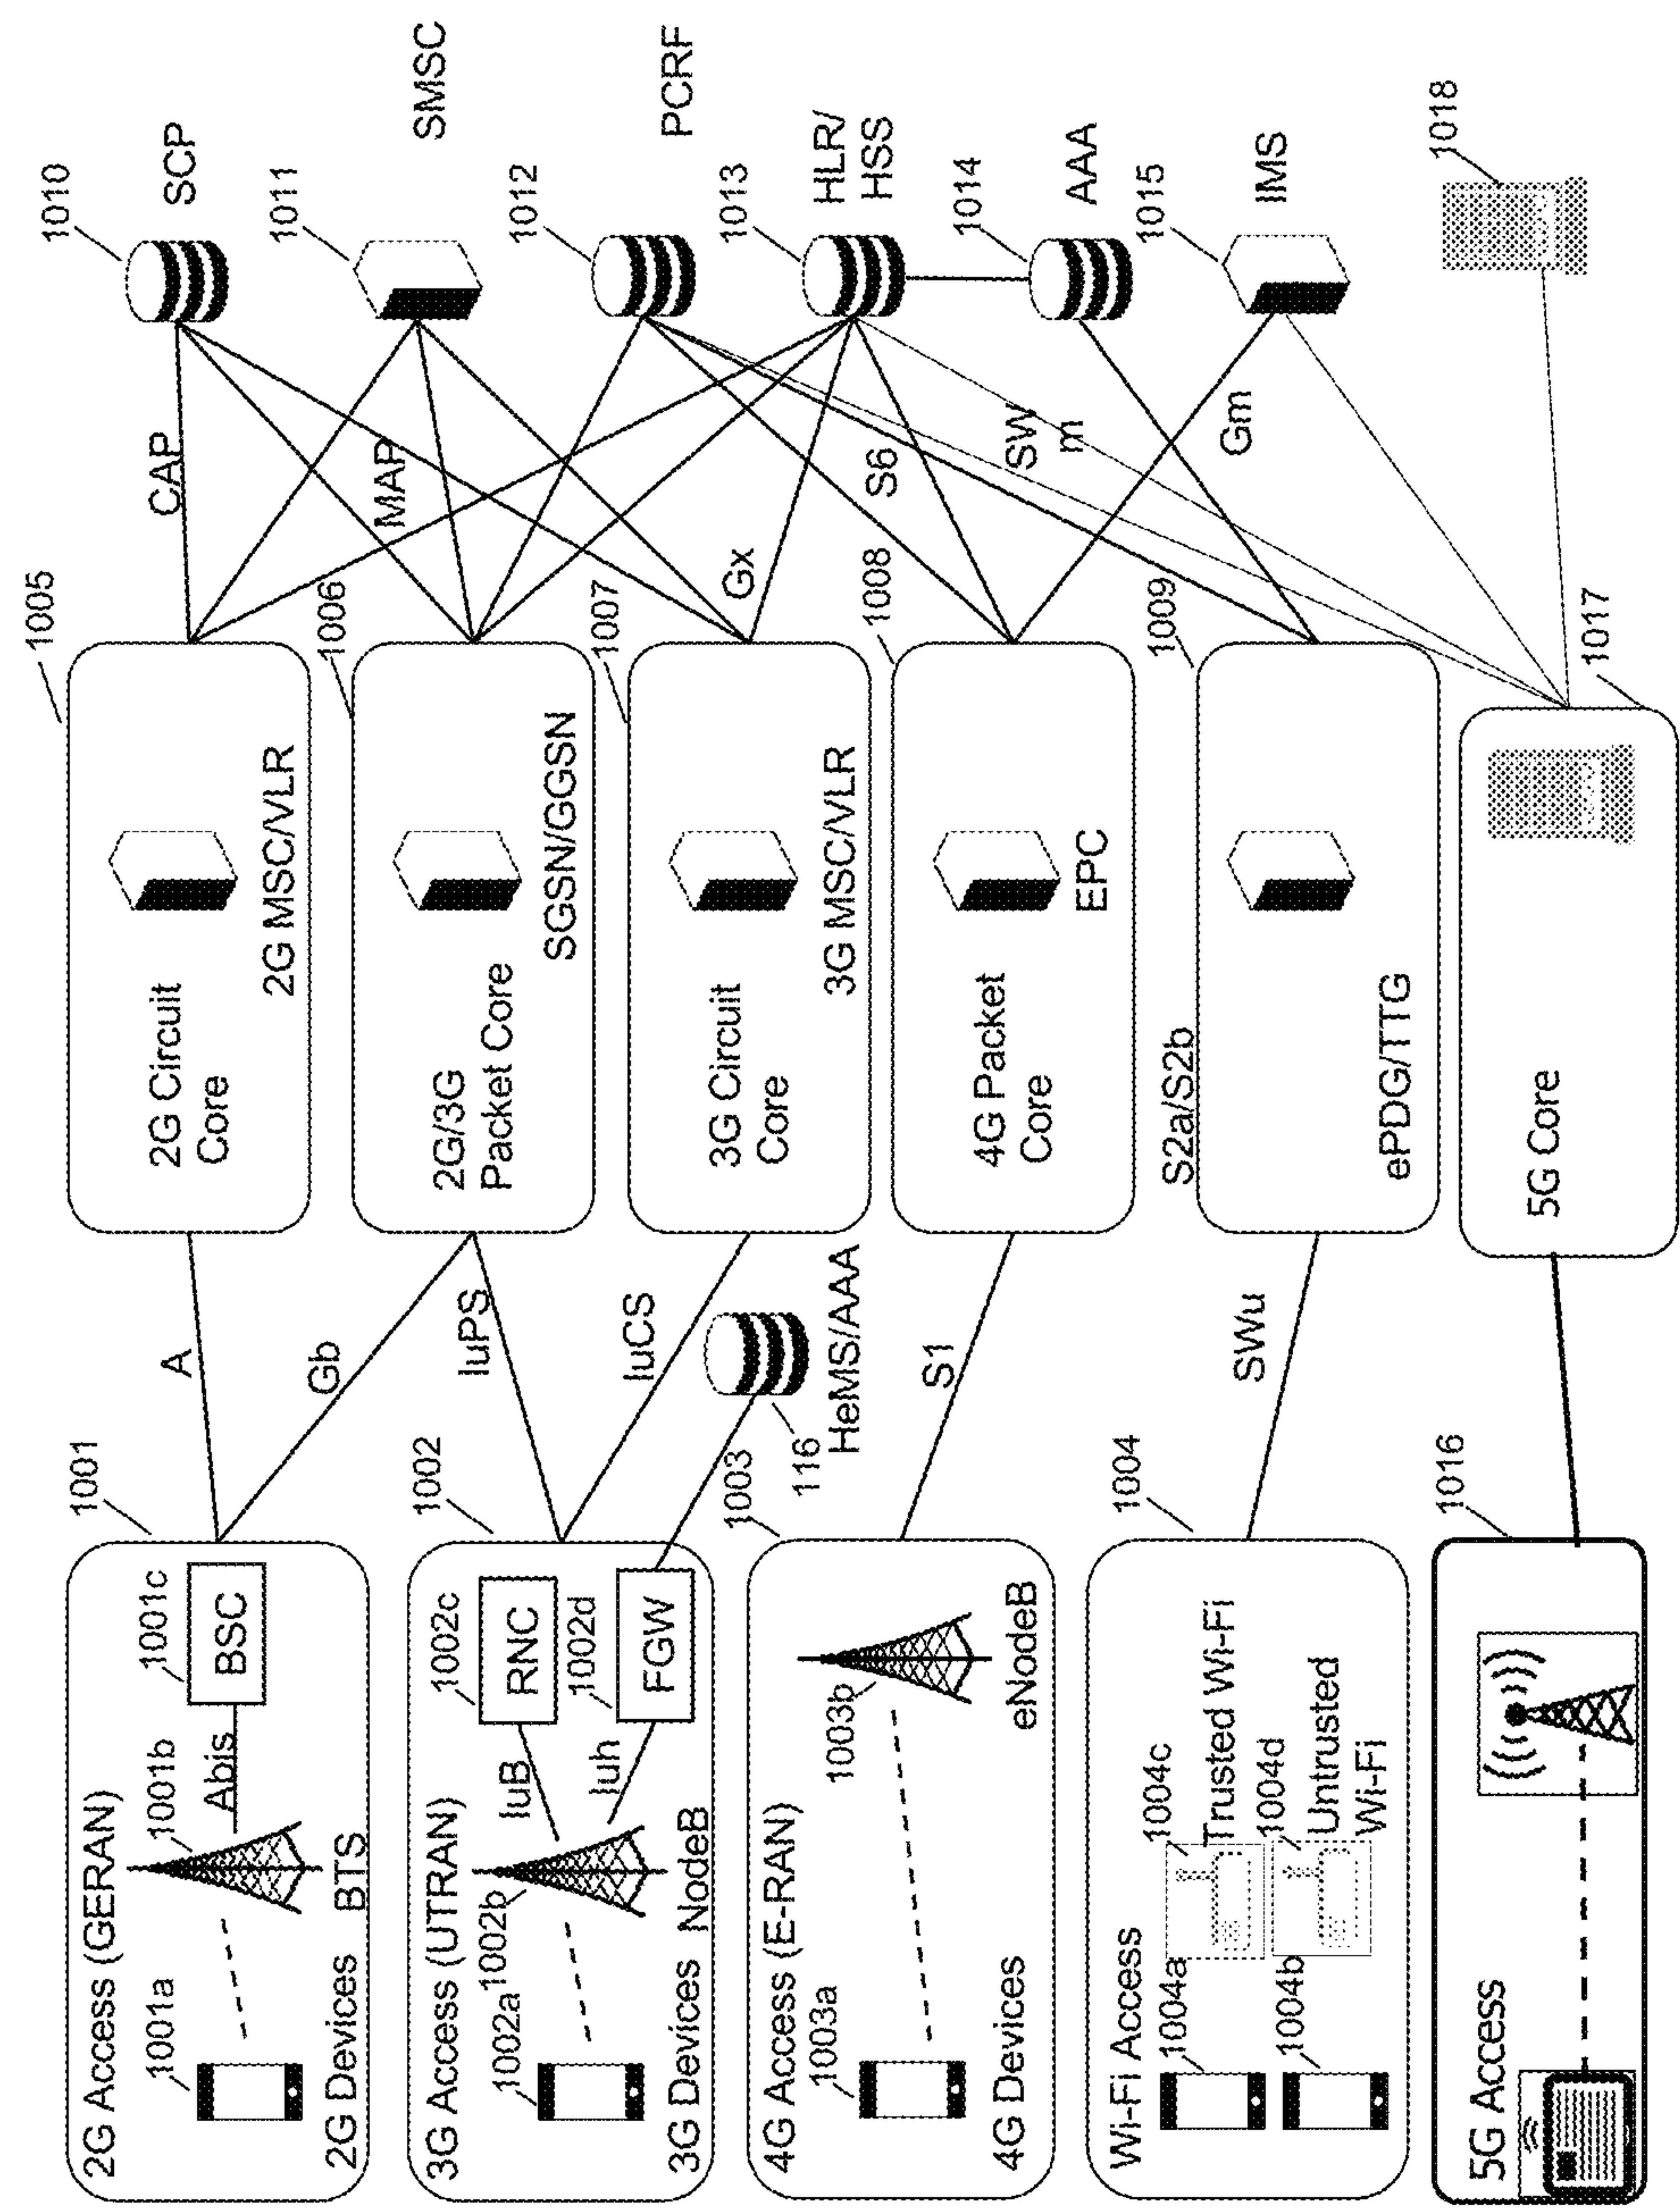 2G Access (GERAN)
1001
1001a
1001b
1001c
Abis
BSC
2G Devices
BTS
A
Gb
1005
2G Circuit
Core
2G MSC/VLR
CAP
1010
SCP
3G Access (UTRAN)
1002
1002a
1002b
1002c
1002d
IuB
Iuh
RNC
FGW
3G Devices
NodeB
IuPS
IuCS
116
HeMS/AAA
1006
2G/3G
Packet Core
SGSN/GGSN
MAP
1011
SMSC
1007
3G Circuit
Core
3G MSC/VLR
Gx
1012
PCRF
4G Access (E-RAN)
1003
1003a
1003b
4G Devices
eNodeB
S1
1008
4G Packet
Core
EPC
S6
1013
HLR/
HSS
Wi-Fi Access
1004
1004a
1004b
1004c
Trusted Wi-Fi
1004d
Untrusted
Wi-Fi
SWu
S2a/S2b
1009
ePDG/TTG
SW
m
1014
AAA
Gm
1015
IMS
5G Access
1016
5G Core
1017
1018